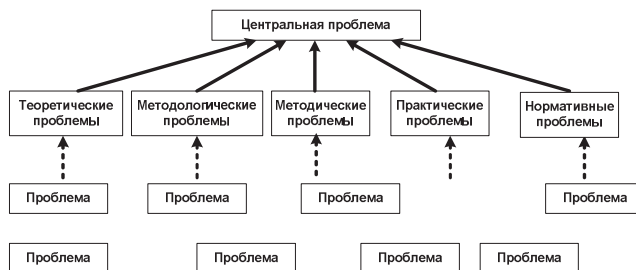 Центральная проблема
Теоретические
проблемы
Методологические
проблемы
Методические
проблемы
Практические
проблемы
Нормативные
проблемы
Проблема
Проблема
Проблема
Проблема
Проблема
Проблема
Проблема
Проблема